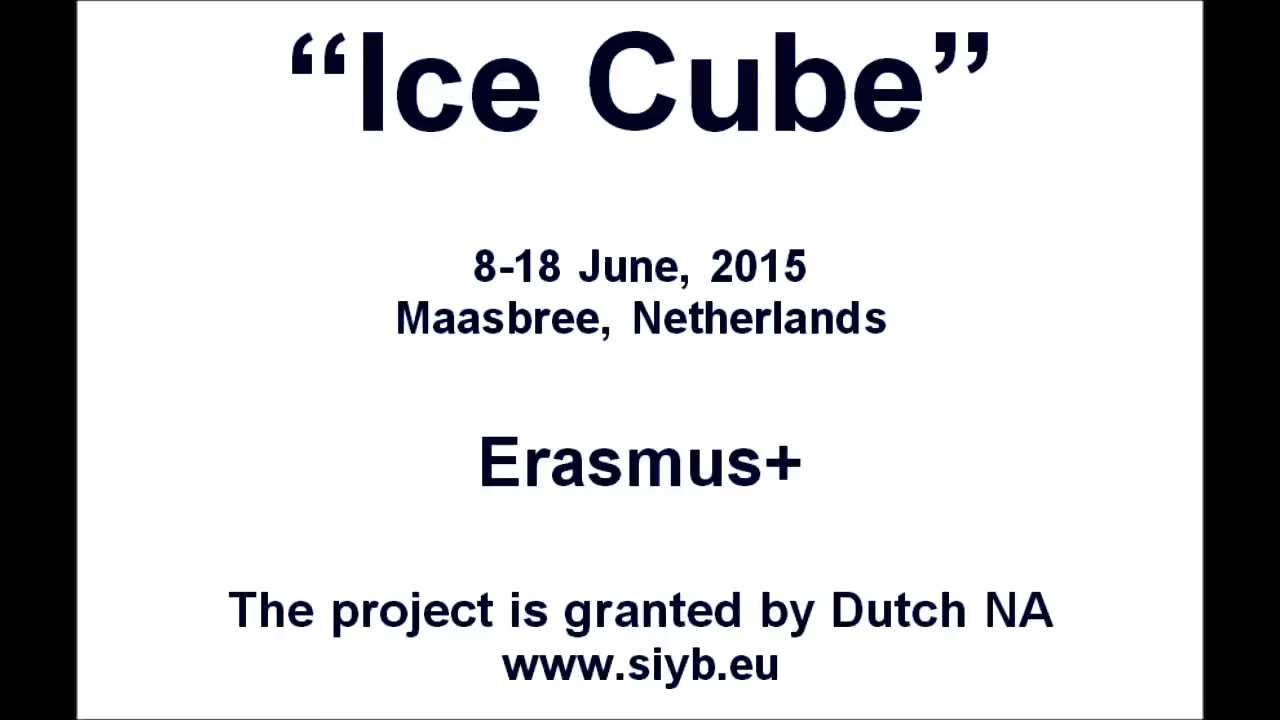 “Ice Cube”
8-18 June, 2015
Maasbree, Netherlands
Erasmus+
The project is granted by Dutch NA
www.siyb.eu